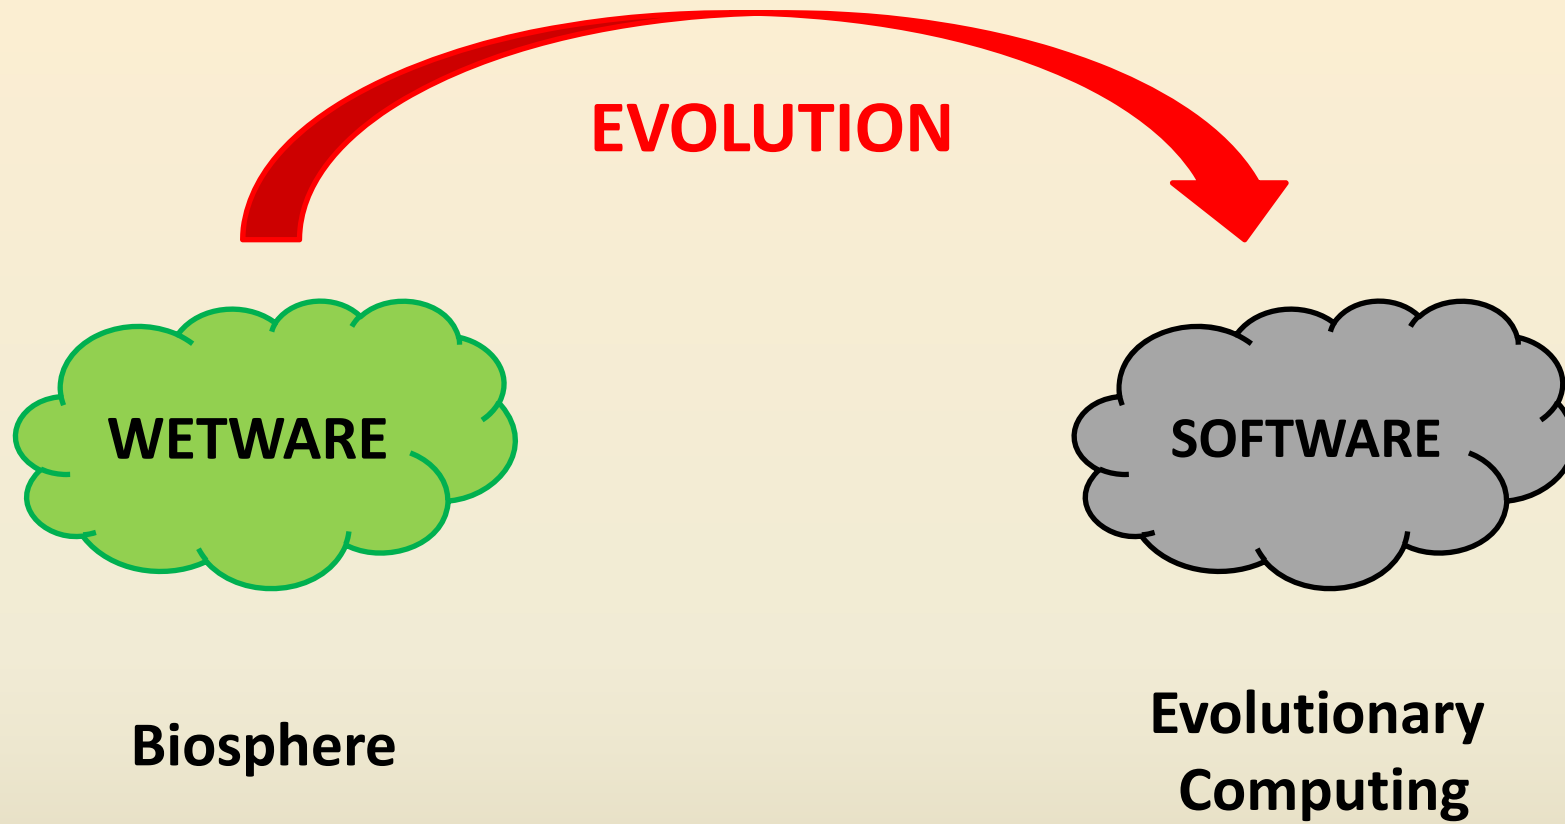 EVOLUTION
WETWARE
SOFTWARE
Biosphere
Evolutionary
Computing